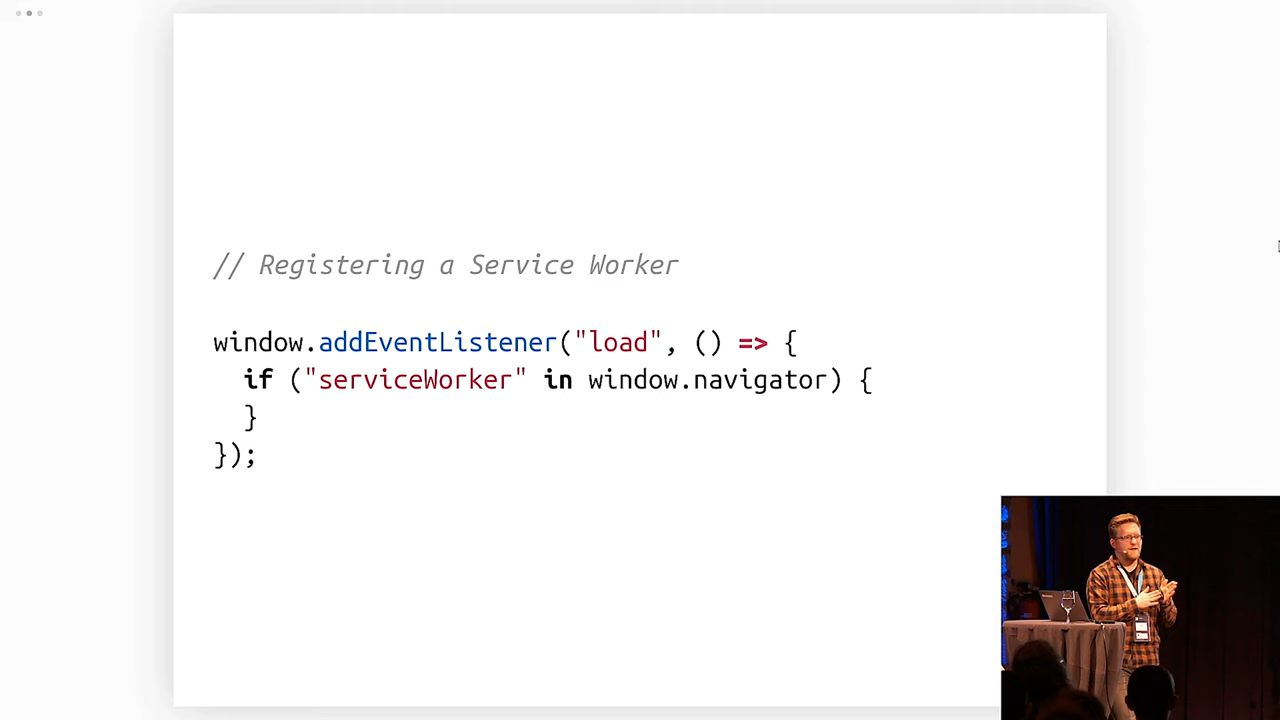 // Registering a Service Worker
window.addEventListener("load", () => {
if ("serviceWorker" in window.navigator) {
}
});